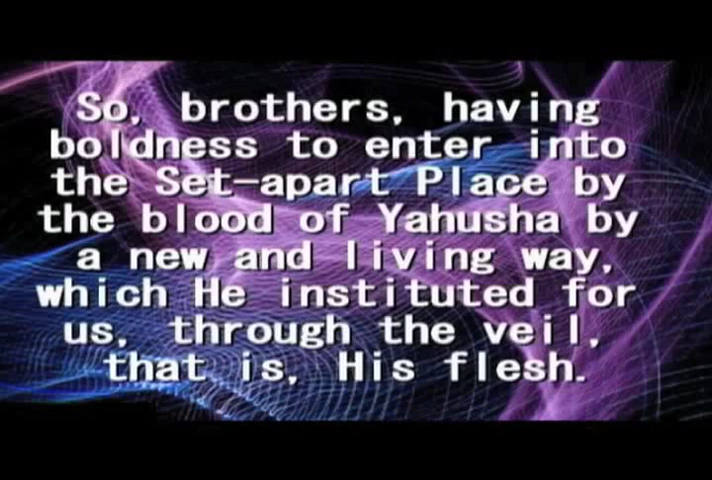 So, brothers, having
boldness to enter into
the Set-apart Place by
the blood of Yahusha by
a new and living way,
which He instituted for
us, through the veil,
that is, His flesh.